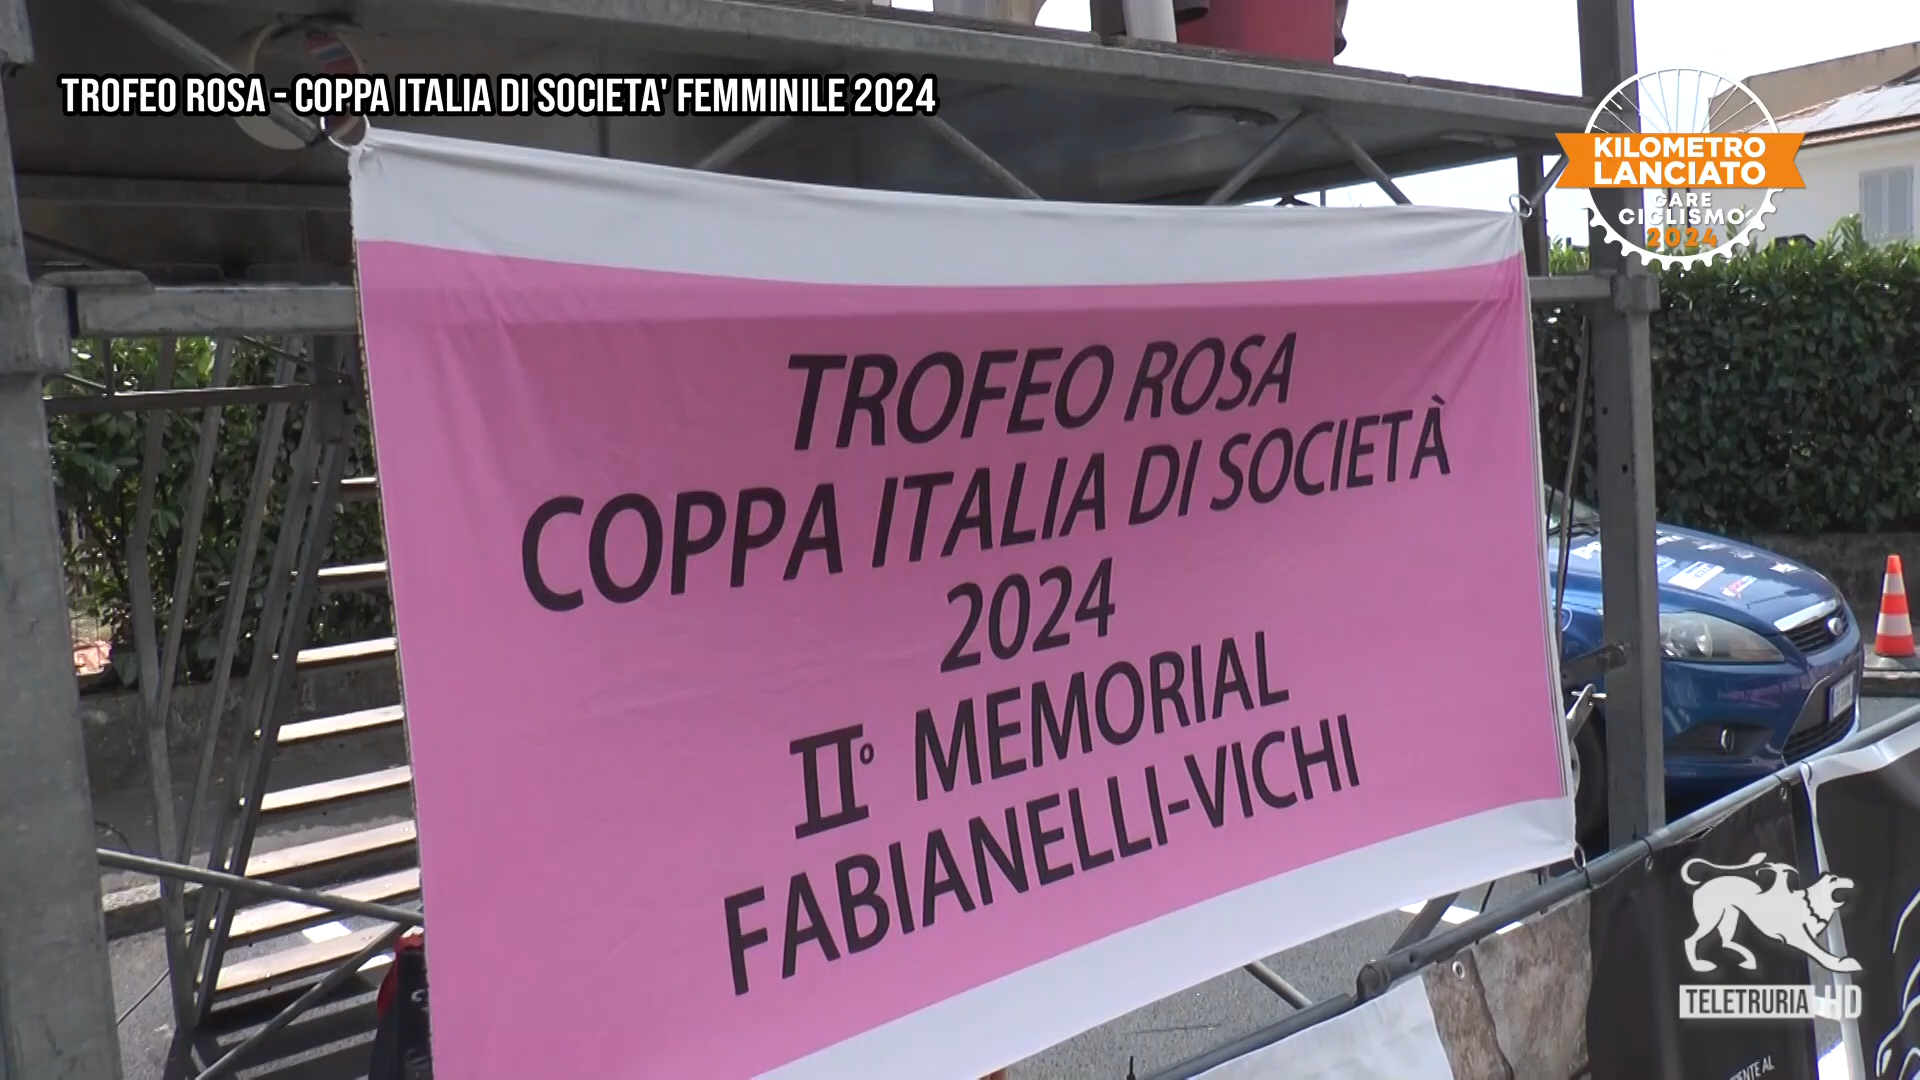 TROFEO ROSA - COPPA ITALIA DI SOCIETA' FEMMINILE 2024
KILOMETRO
LANCIATO
GARE
CICLISMO
2024
TROFEO ROSA
COPPA ITALIA DI SOCIETÀ
2024
II° MEMORIAL
FABIANELLI-VICHI
TELETRURIA HD